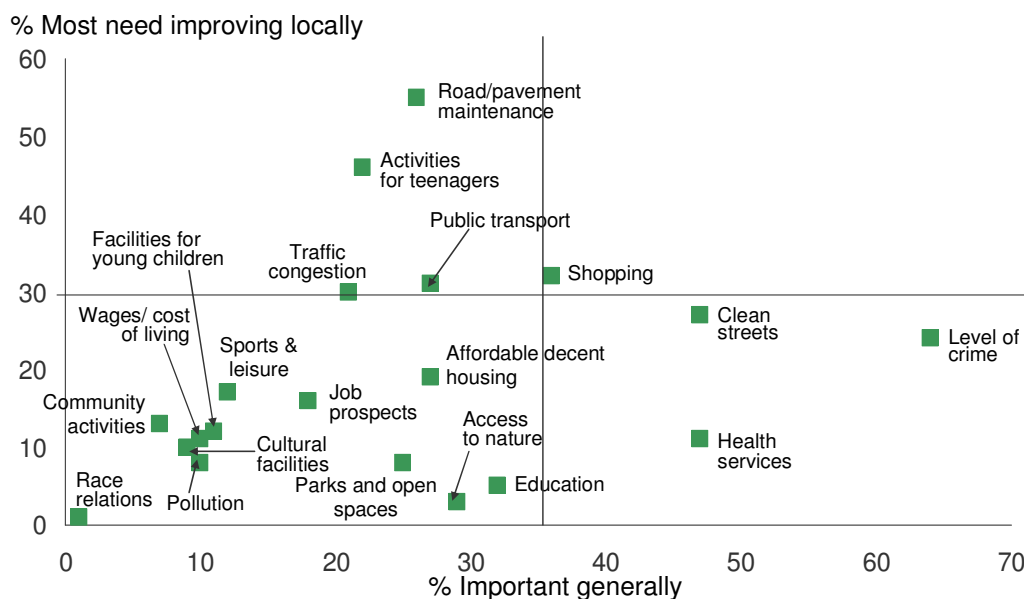 % Most need improving locally
60
Road/pavement
maintenance
50
Activities
for teenagers
40
Public transport
Facilities for
young children
Traffic
congestion
Shopping
30
Wages/ cost
of living
Clean
streets
Level of
crime
Sports &
leisure
20
Affordable decent
housing
Job
prospects
Community
activities
Access
to nature
10
Cultural
facilities
Health
services
Race
relations
Pollution
Parks and open
spaces
Education
0
0 10 20 30 40 50 60 70
% Important generally